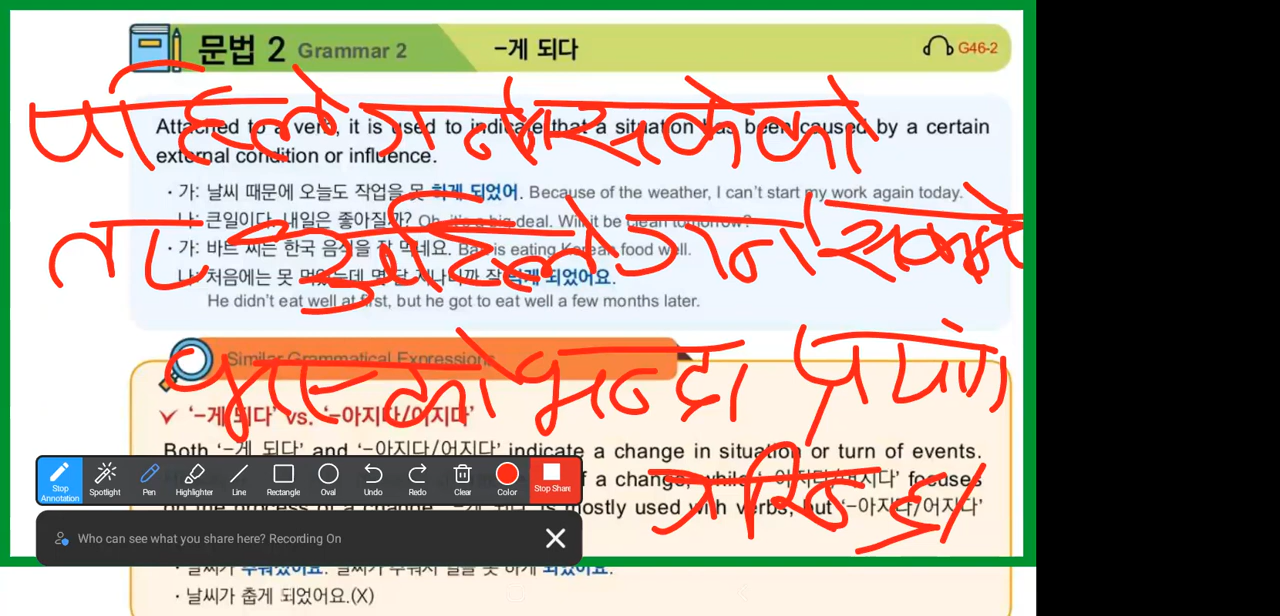 문법 2 Grammar 2 -게 되다 G46-2
पहिले गर्न नसकेको
Attached to a verb, it is used to indicate that a situation has been caused by a certain
external condition or influence.
· 가: 날씨 때문에 오늘도 작업을 못 하게 되었어. Because of the weather, I can't start my work again today.
나: 큰일이다. 내일은 좋아질까? Oh, it's a big deal. Will it be clean tomorrow?
तर अहिले गर्न सक्ने
· 가: 바트 씨는 한국 음식을 잘 먹네요. Bat is eating Korean food well.
나: 처음에는 못 먹었는데 몇 달 지나니까 잘 먹게 되었어요.
He didn't eat well at first, but he got to eat well a few months later.
Similar Grammatical Expressions
भएको भन्दा प्रयोग
'-게 되다' vs. '-아지다/어지다'
Both '-게 되다' and '-아지다/어지다' indicate a change in situation or turn of events.
of a change, while '-아지다/어지다' focuses
on the process of a change. '-게 되다' is mostly used with verbs, but '-아지다/어지다'
Stop Annotation Spotlight Pen Highlighter Line Rectangle Oval Undo Redo Clear Color Stop Share
Who can see what you share here? Recording On
· 날씨가 추워졌어요. 날씨가 추워서 일을 못 하게 되었어요.
· 날씨가 춥게 되었어요.(X)